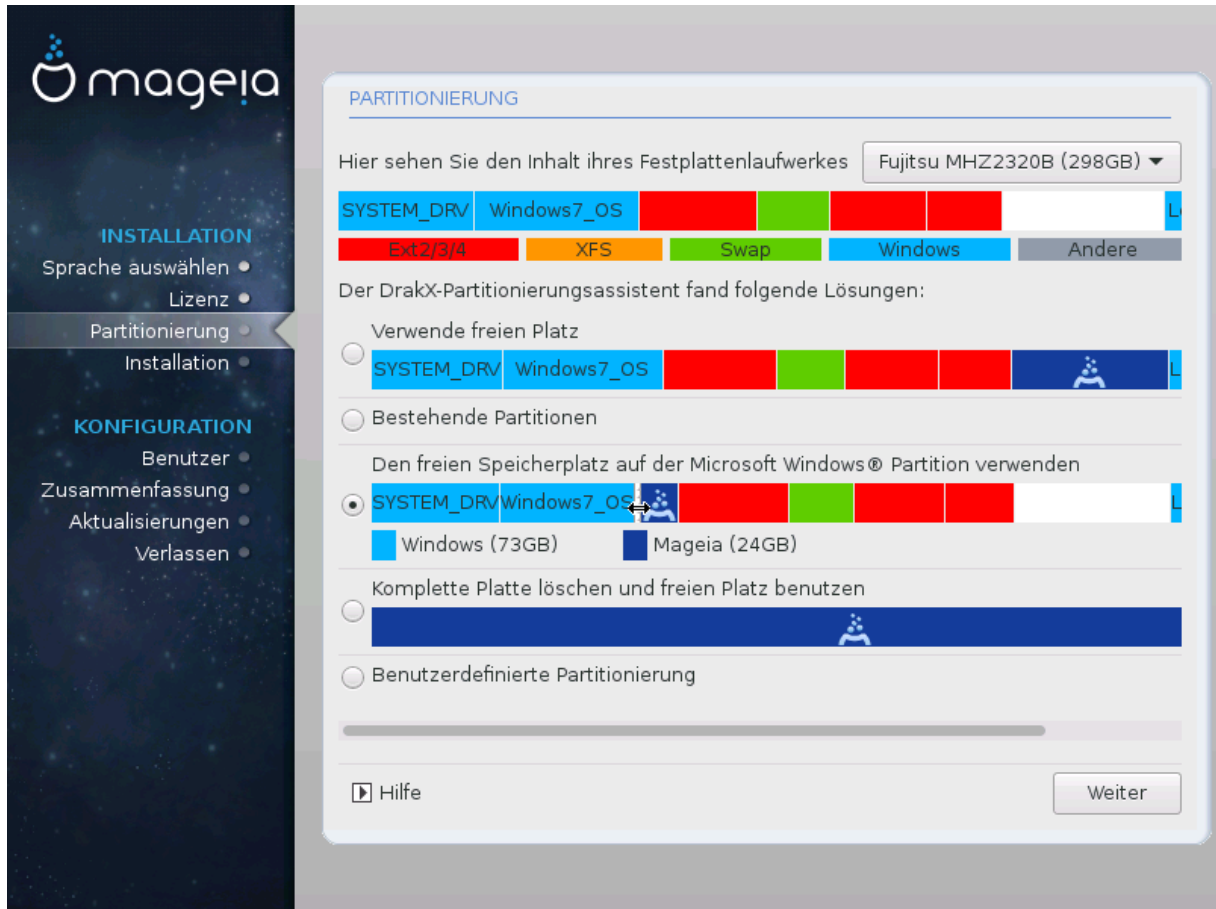 mageia
INSTALLATION
Sprache auswählen
Lizenz
Partitionierung
Installation
KONFIGURATION
Benutzer
Zusammenfassung
Aktualisierungen
Verlassen
PARTITIONIERUNG
Hier sehen Sie den Inhalt ihres Festplattenlaufwerkes Fujitsu MHZ2320B (298GB)
SYSTEM_DRV Windows7_OS
Ext2/3/4 XFS Swap Windows Andere
Der DrakX-Partitionierungsassistent fand folgende Lösungen:
Verwende freien Platz
SYSTEM_DRV Windows7_OS L
Bestehende Partitionen
Den freien Speicherplatz auf der Microsoft Windows® Partition verwenden
SYSTEM_DRV Windows7_OS L
Windows (73GB) Mageia (24GB)
Komplette Platte löschen und freien Platz benutzen
Benutzerdefinierte Partitionierung
Hilfe
Weiter